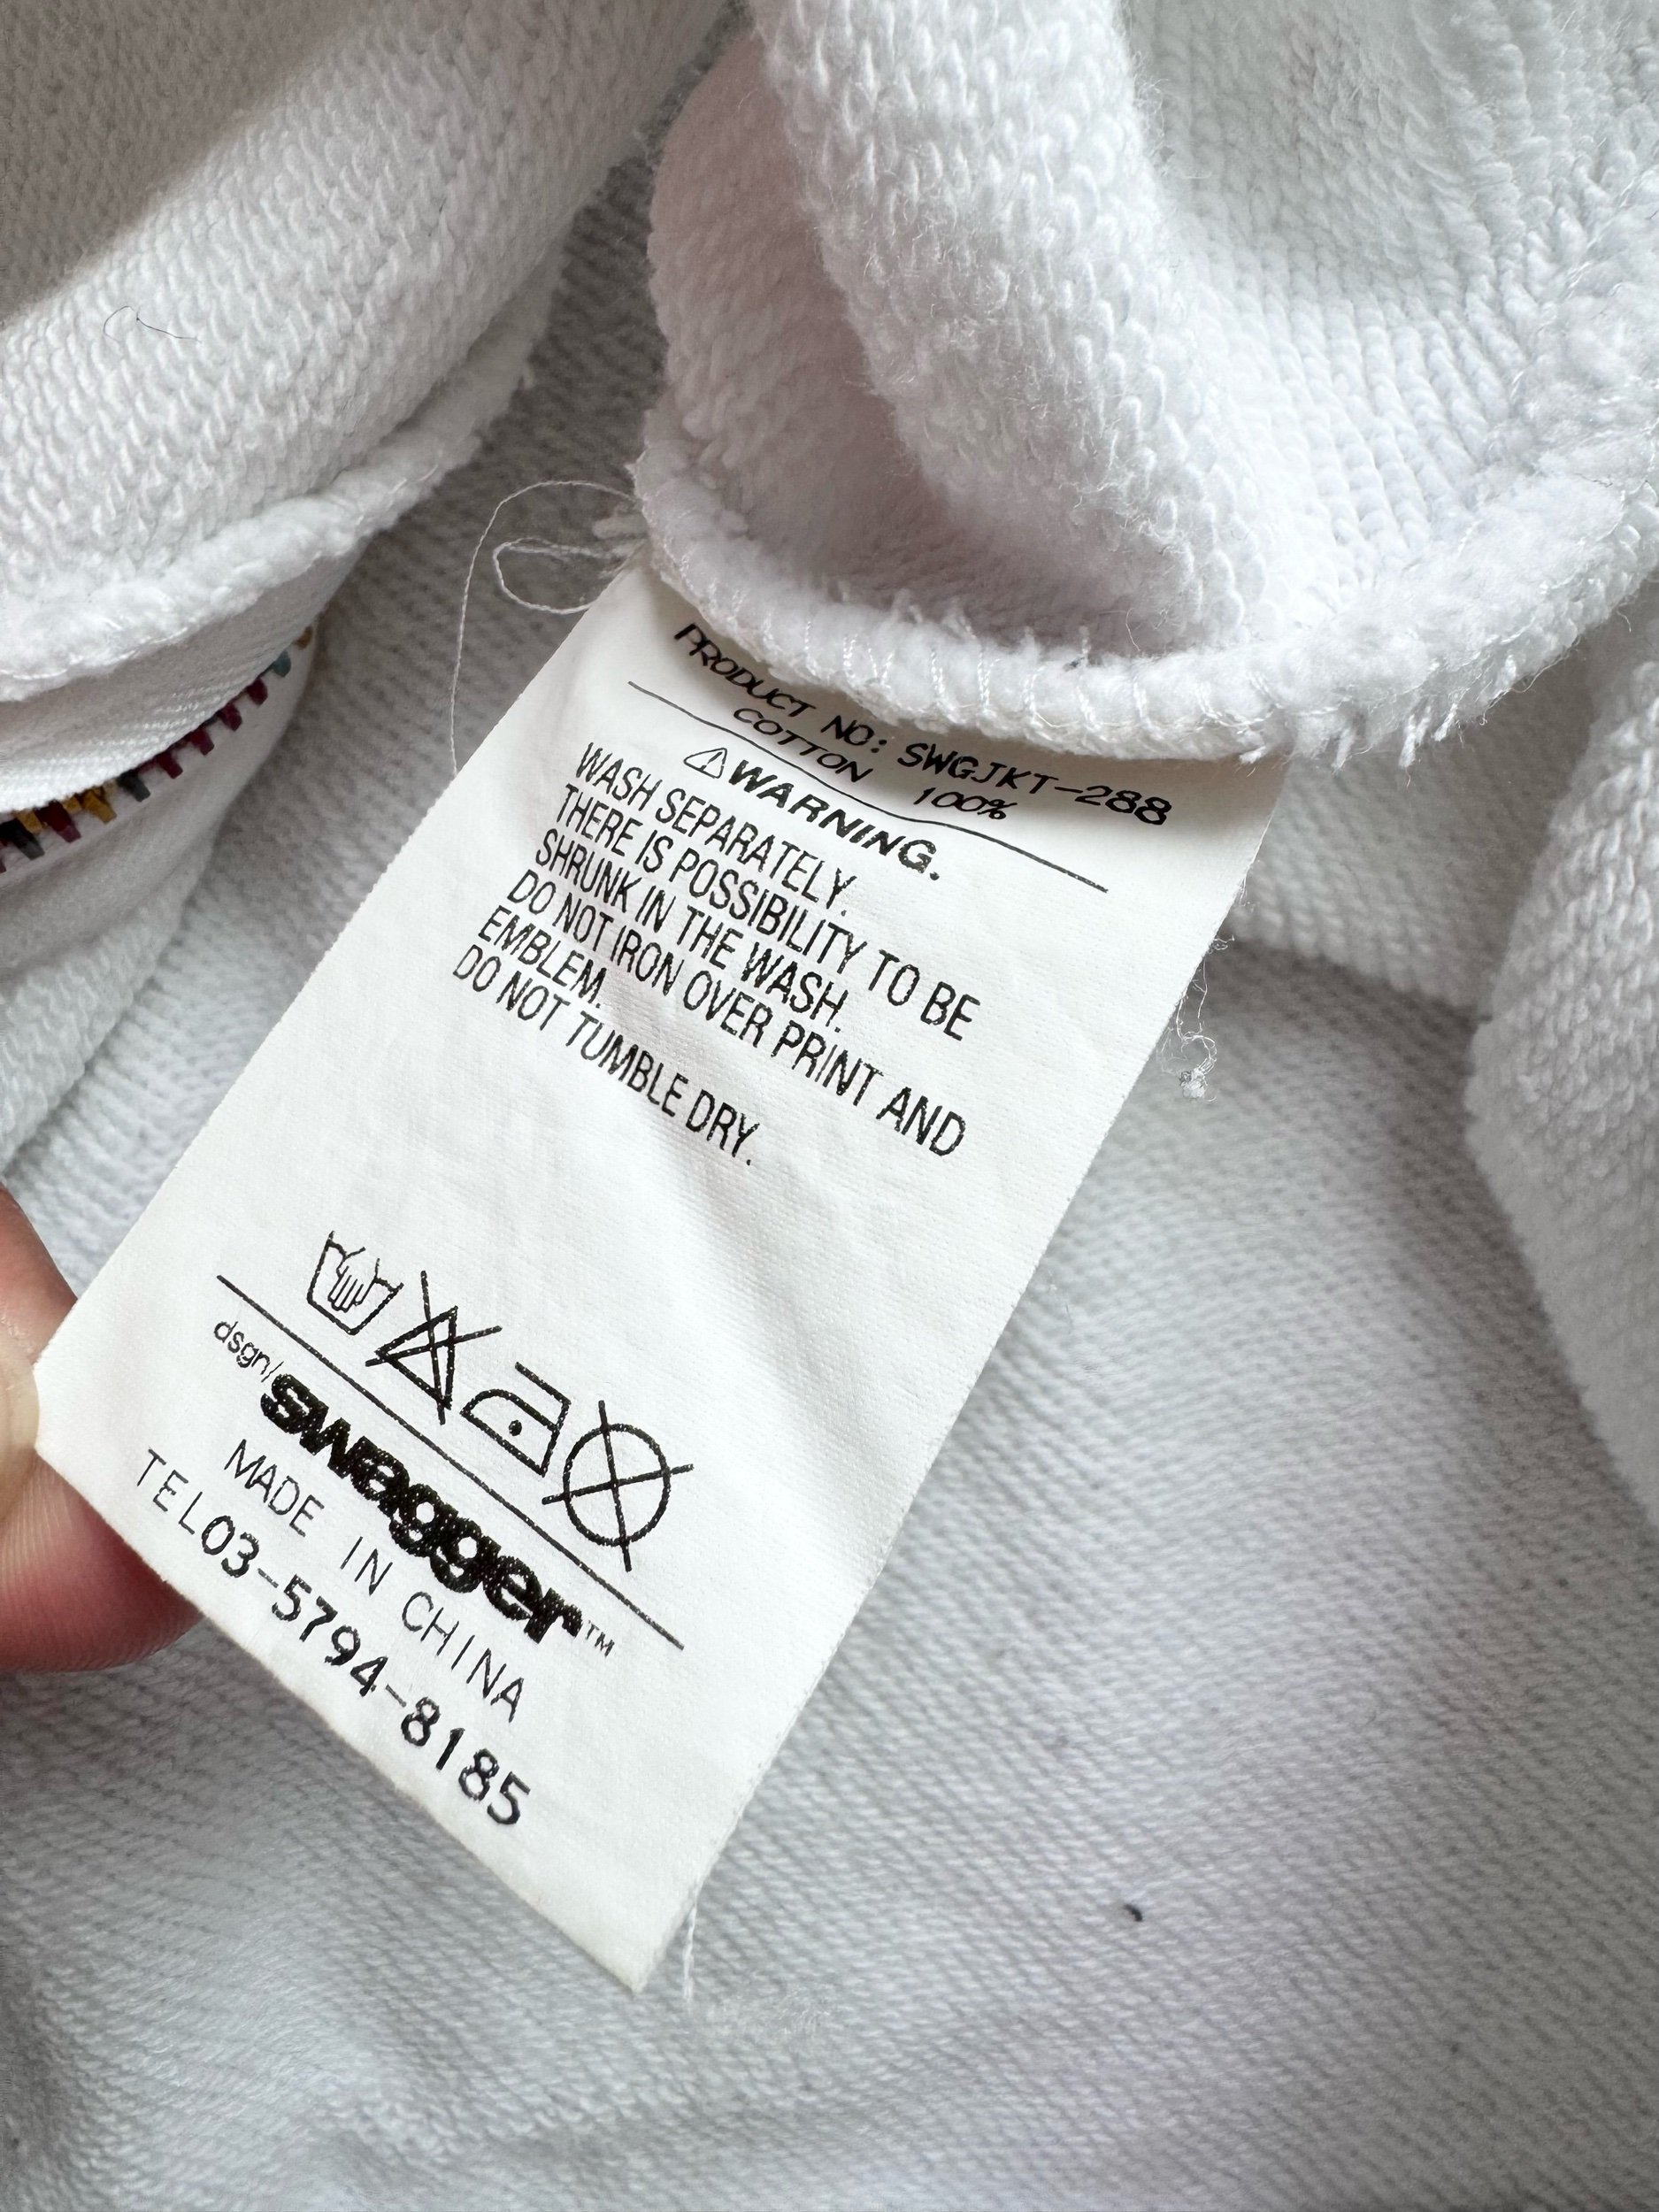 PRODUCT NO: SWGJKT-288
COTTON 100%
WARNING.
WASH SEPARATELY.
THERE IS POSSIBILITY TO BE
SHRUNK IN THE WASH.
DO NOT IRON OVER PRINT AND
EMBLEM.
DO NOT TUMBLE DRY.
dsgn/swagger™
MADE IN CHINA
TEL03-5794-8185